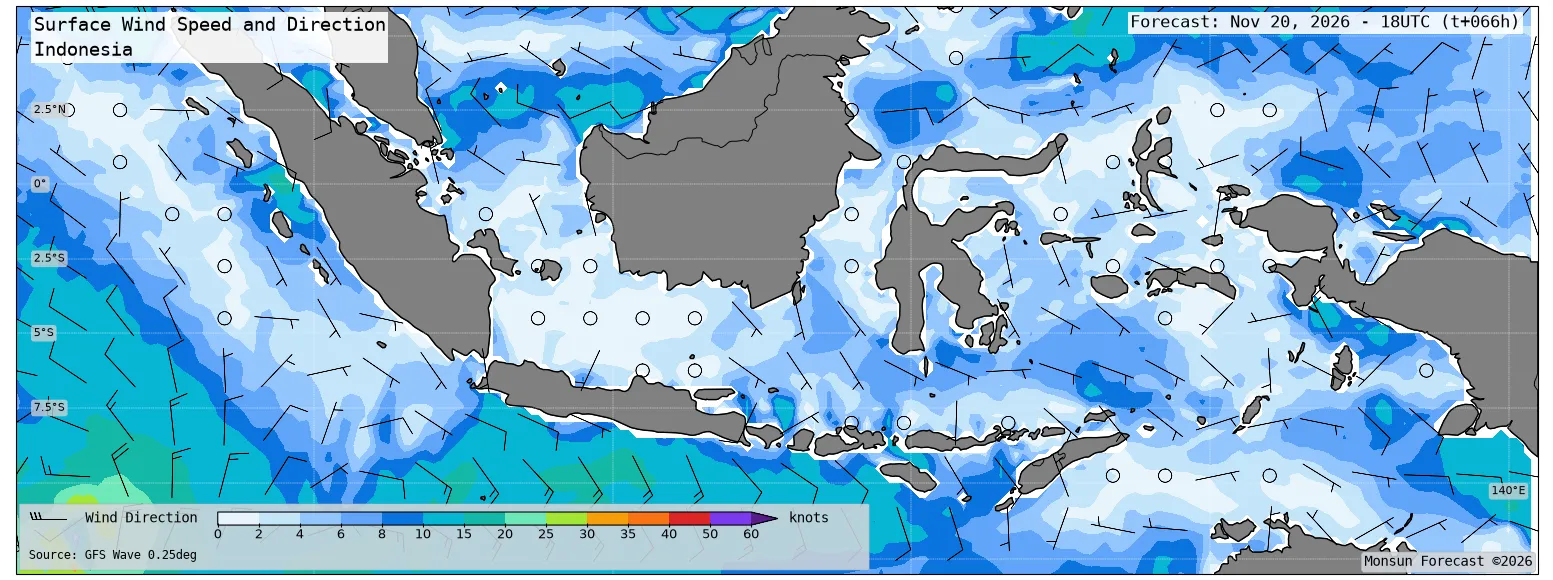 Surface Wind Speed and Direction
Indonesia
Forecast: Nov 20, 2026 - 18UTC (t+066h)
2.5°N
0°
2.5°S
5°S
7.5°S
140°E
Wind Direction
0 2 4 6 8 10 15 20 25 30 35 40 50 60
knots
Source: GFS Wave 0.25deg
Monsun Forecast ©2026